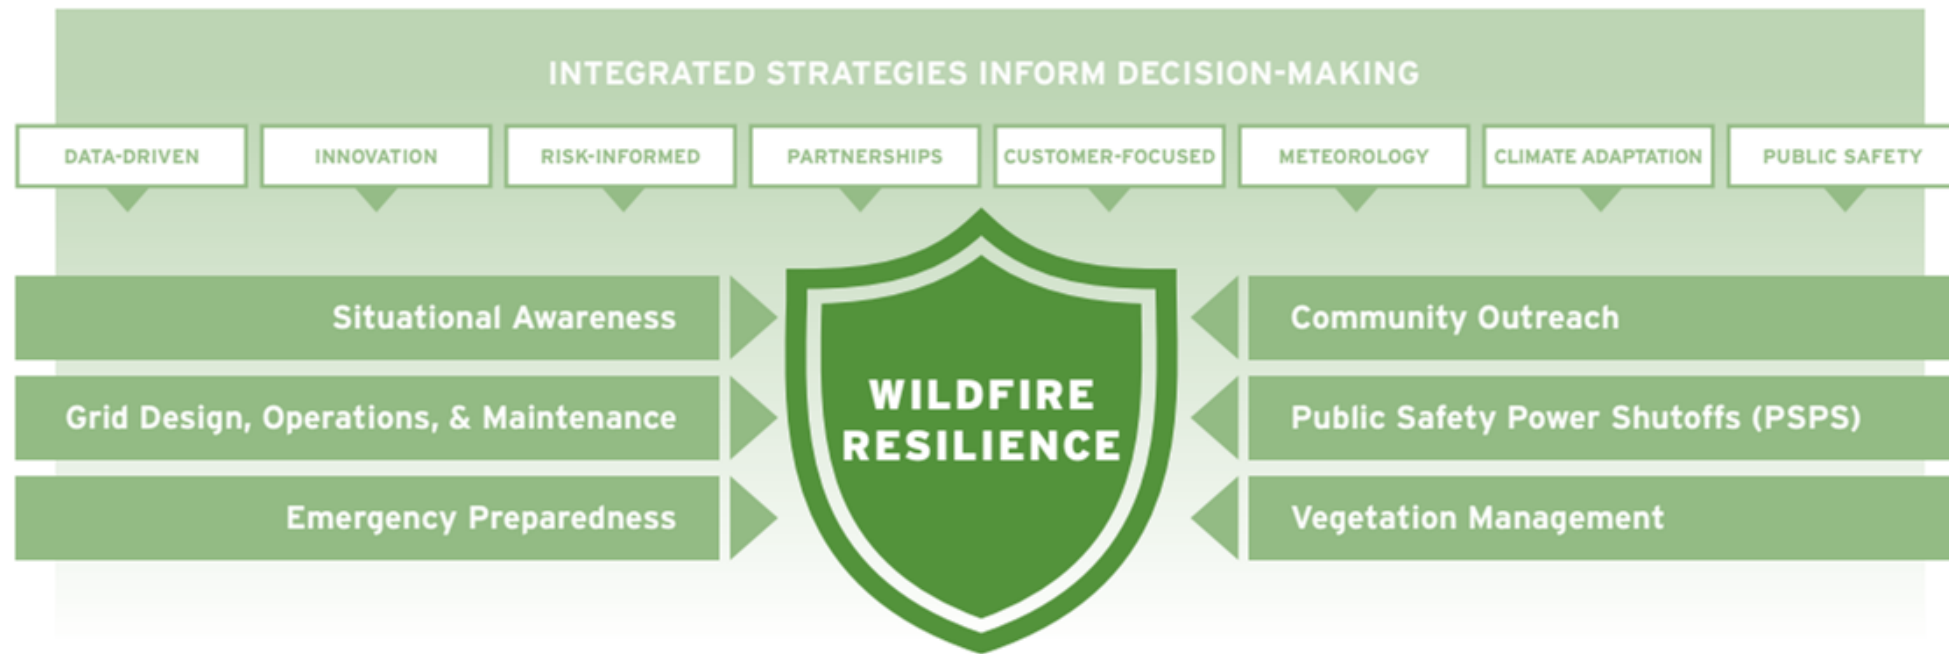 INTEGRATED STRATEGIES INFORM DECISION-MAKING
DATA-DRIVEN
INNOVATION
RISK-INFORMED
PARTNERSHIPS
CUSTOMER-FOCUSED
METEOROLOGY
CLIMATE ADAPTATION
PUBLIC SAFETY
Situational Awareness
Grid Design, Operations, & Maintenance
Emergency Preparedness
WILDFIRE
RESILIENCE
Community Outreach
Public Safety Power Shutoffs (PSPS)
Vegetation Management